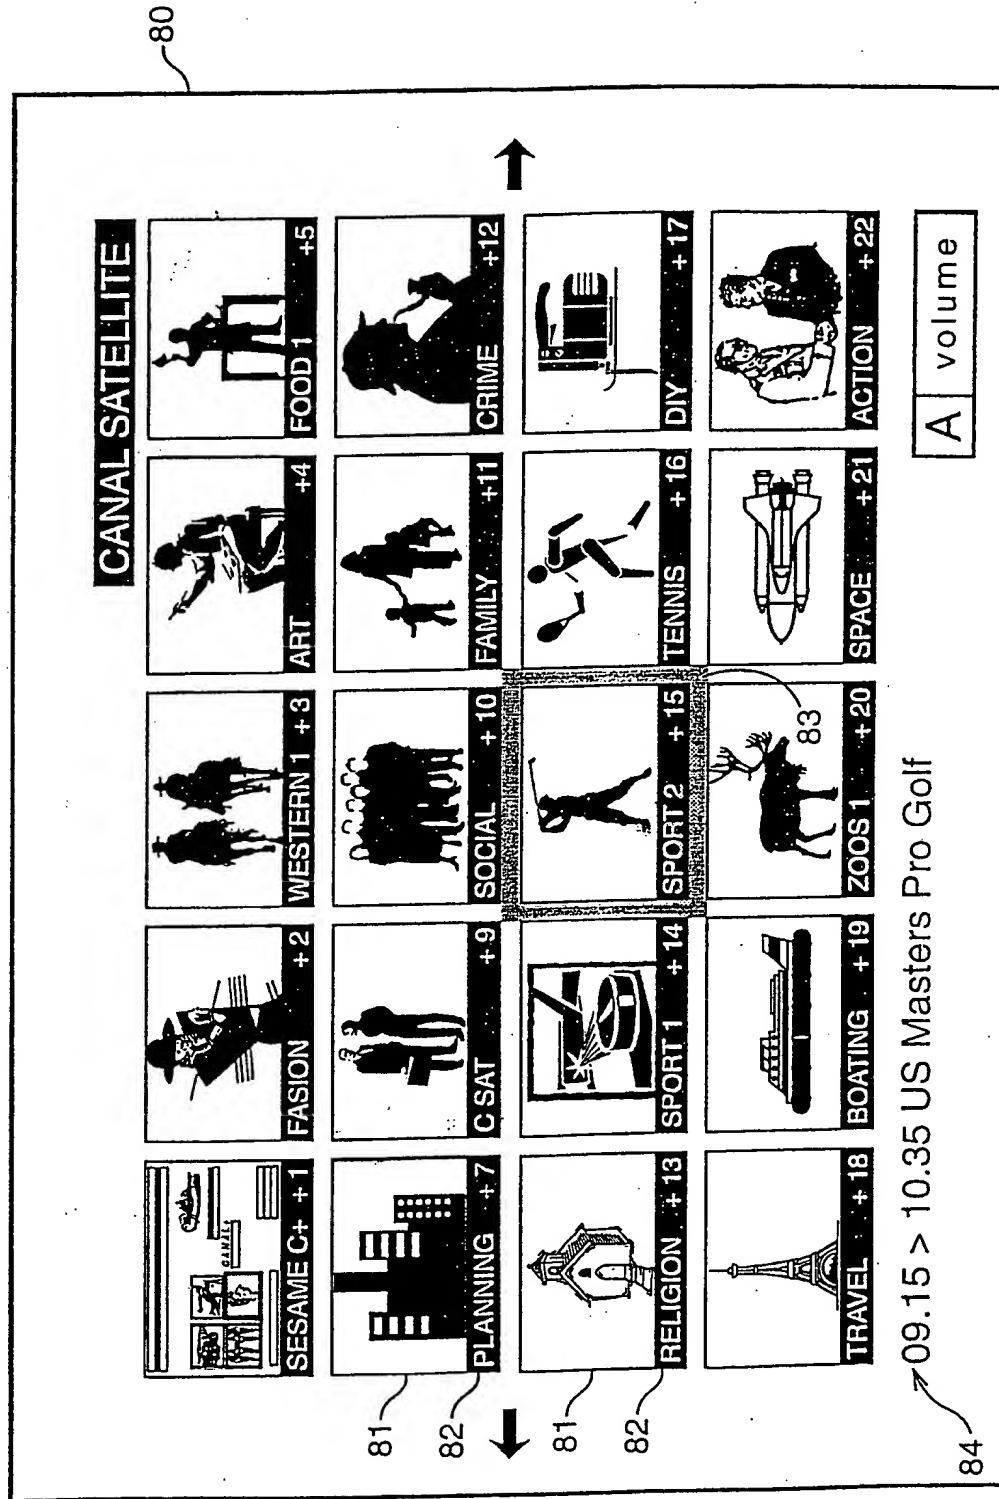 80
CANAL SATELLITE
SESAME C+ +1
FASION +2
WESTERN 1 +3
ART +4
FOOD 1 +5
CANAL+
81
82
PLANNING +7
C SAT +9
SOCIAL +10
FAMILY +11
CRIME +12
81
82
RELIGION +13
SPORT 1 +14
SPORT 2 +15
TENNIS +16
DIY +17
TRAVEL +18
BOATING +19
ZOOS 1 +20
SPACE +21
ACTION +22
83
84
09.15 > 10.35 US Masters Pro Golf
A volume